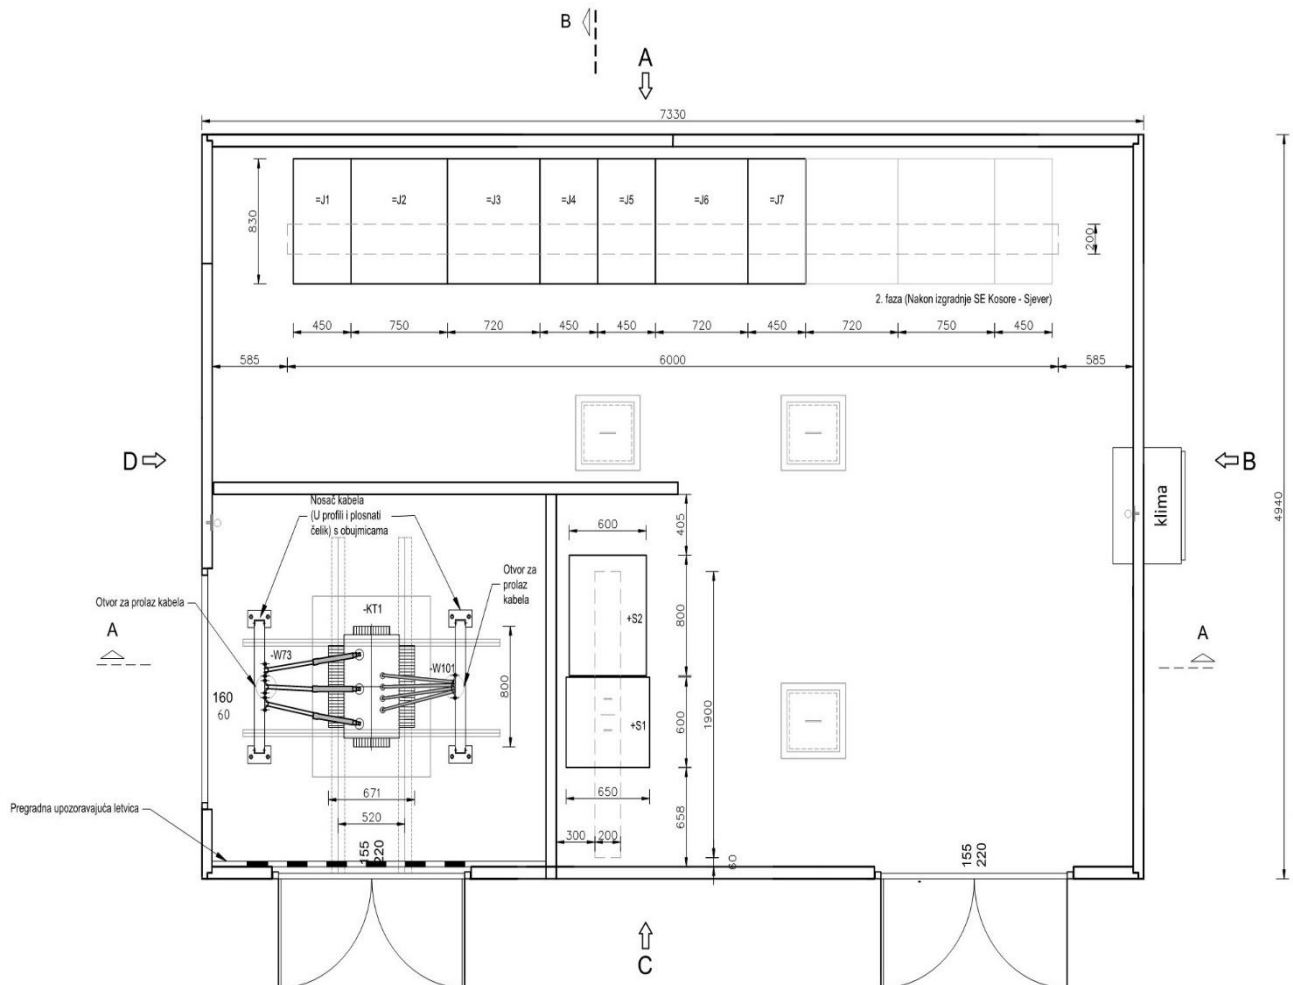 B
A
7330
=J1
=J2
=J3
=J4
=J5
=J6
=J7
830
200
2. faza (Nakon izgradnje SE Kosore - Sjever)
450
750
720
450
450
720
450
720
750
450
585
6000
585
D
B
klima
4940
Nosač kabela
(U profili i plosnati
čelik) s obujmicama
600
405
Otvor za
prolaz
kabela
Otvor za prolaz kabela
-KT1
+S2
800
A
A
-W73
-W101
800
160
60
1900
+S1
600
671
650
Pregradna upozoravajuća letvica
520
658
300
200
155
220
60
155
220
C